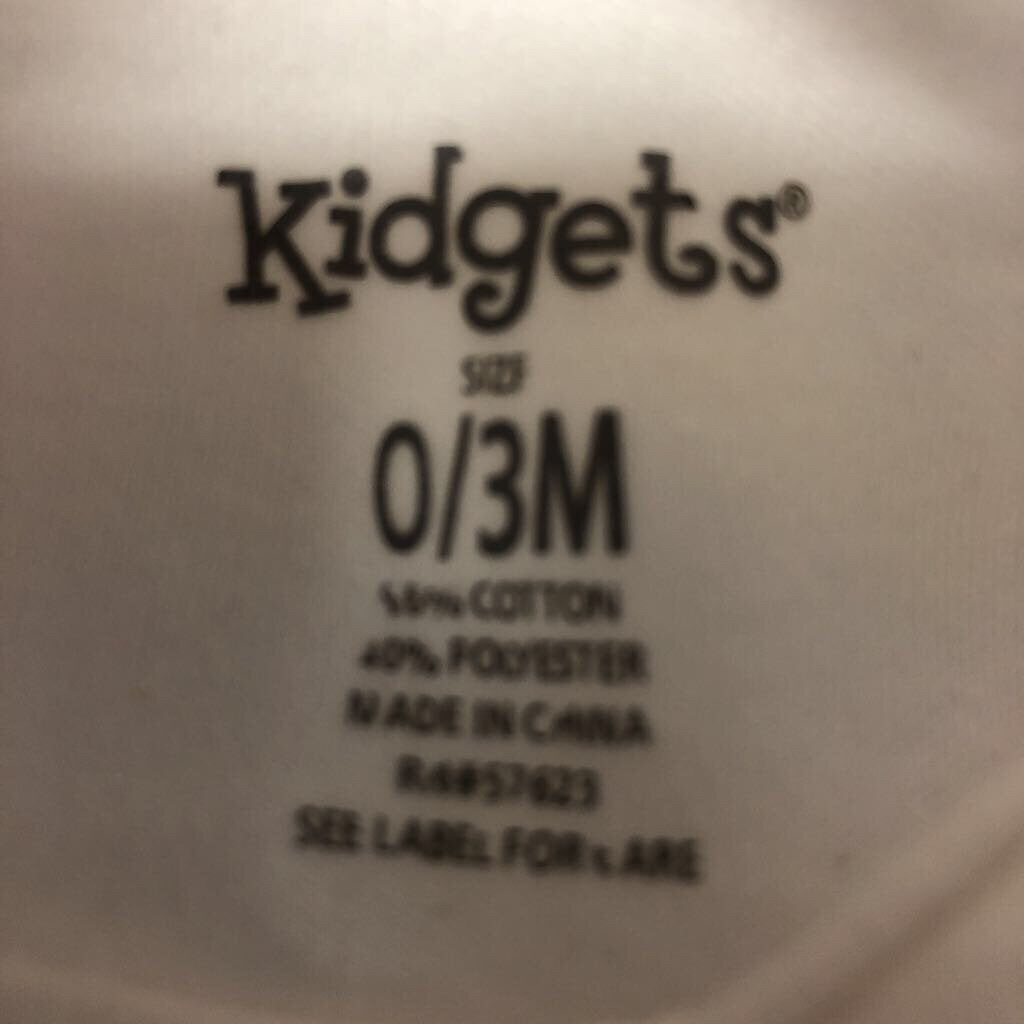 Kidgets®
SIZE
0/3M
COTTON
40% POLYESTER
MADE IN CHINA
SEE LABEL FOR CARE